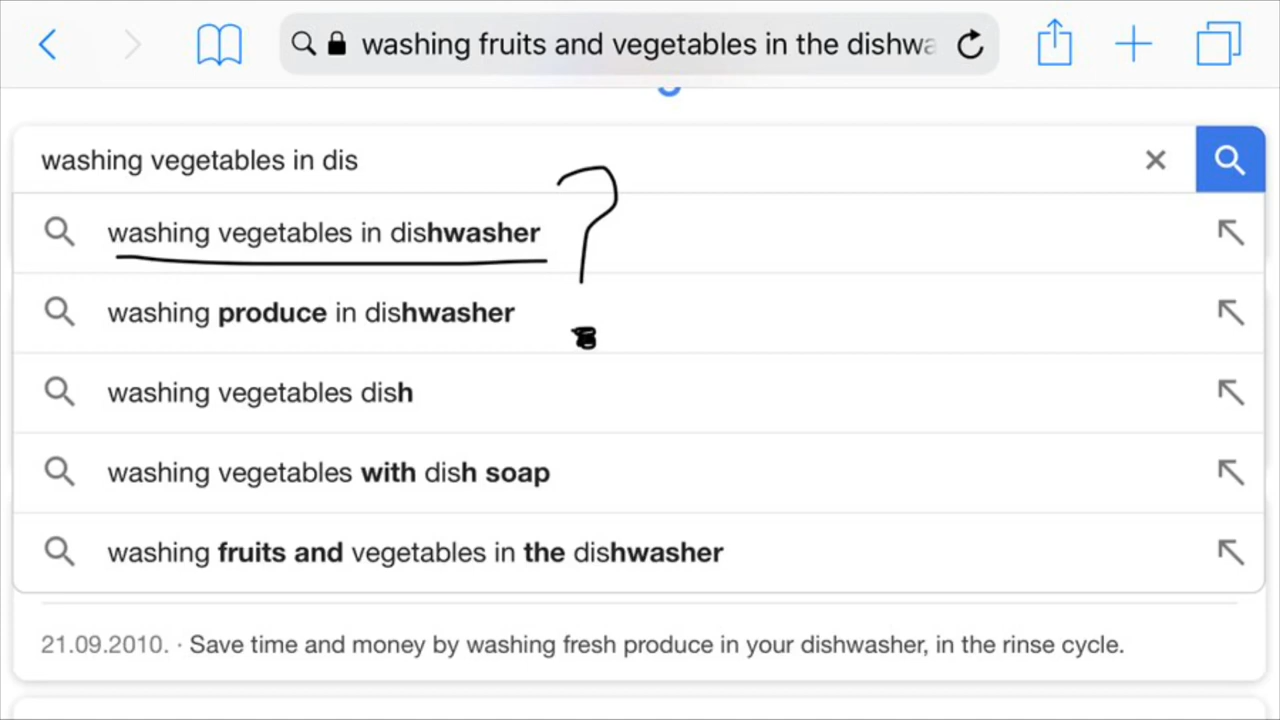 washing fruits and vegetables in the dishwa
washing vegetables in dis
washing vegetables in dishwasher ?
washing produce in dishwasher
washing vegetables dish
washing vegetables with dish soap
washing fruits and vegetables in the dishwasher
21.09.2010. · Save time and money by washing fresh produce in your dishwasher, in the rinse cycle.